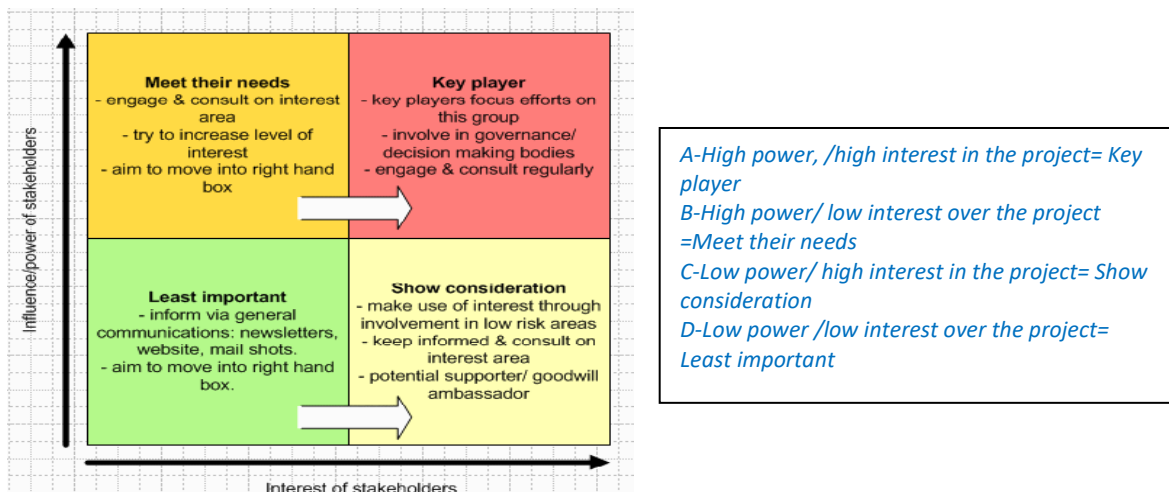 Influence/power of stakeholders
Meet their needs
- engage & consult on interest
area
- try to increase level of
interest
- aim to move into right hand
box
Key player
- key players focus efforts on
this group
- involve in governance/
decision making bodies
- engage & consult regularly
Least important
- inform via general
communications: newsletters,
website, mail shots.
- aim to move into right hand
box.
Show consideration
- make use of interest through
involvement in low risk areas
- keep informed & consult on
interest area
- potential supporter/ goodwill
ambassador
Interest of stakeholders
A-High power, /high interest in the project= Key
player
B-High power/ low interest over the project
=Meet their needs
C-Low power/ high interest in the project= Show
consideration
D-Low power /low interest over the project=
Least important